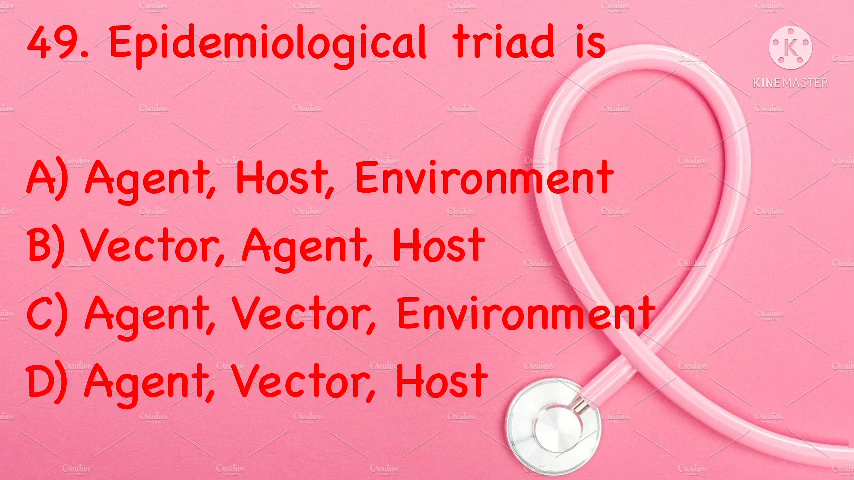 49. Epidemiological triad is
K
KINEMASTER
A) Agent, Host, Environment
B) Vector, Agent, Host
C) Agent, Vector, Environment
D) Agent, Vector, Host